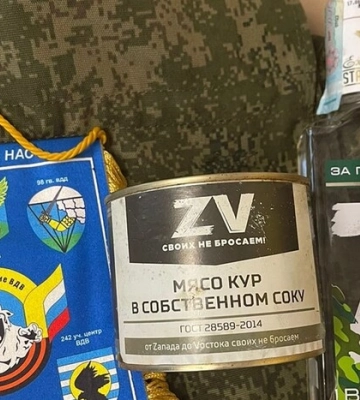 НАС
98 гв. ВДД
ВДВ
242 уч. центр
ВДВ
ZV
СВОИХ НЕ БРОСАЕМ!
МЯСО КУР
В СОБСТВЕННОМ СОКУ
ГОСТ 28589-2014
от Zапада до Vостока своих не бросаем
ЗА П